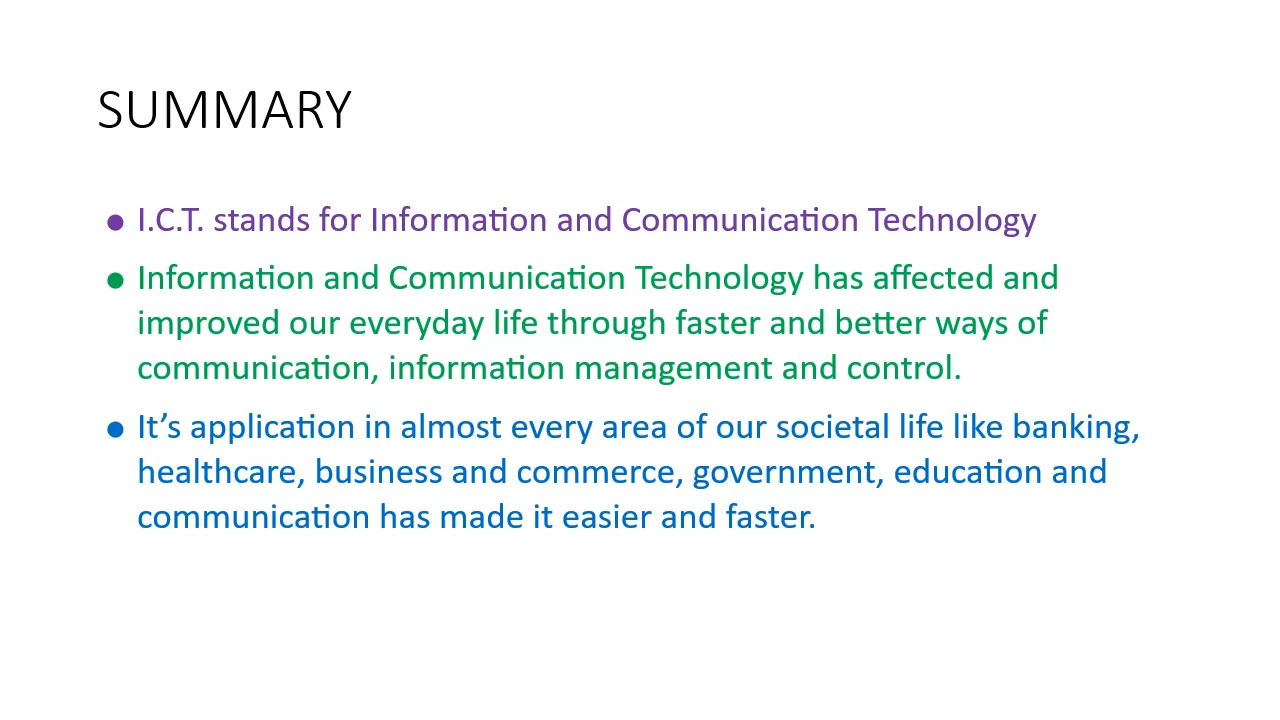 SUMMARY
● I.C.T. stands for Information and Communication Technology
● Information and Communication Technology has affected and
improved our everyday life through faster and better ways of
communication, information management and control.
● It’s application in almost every area of our societal life like banking,
healthcare, business and commerce, government, education and
communication has made it easier and faster.